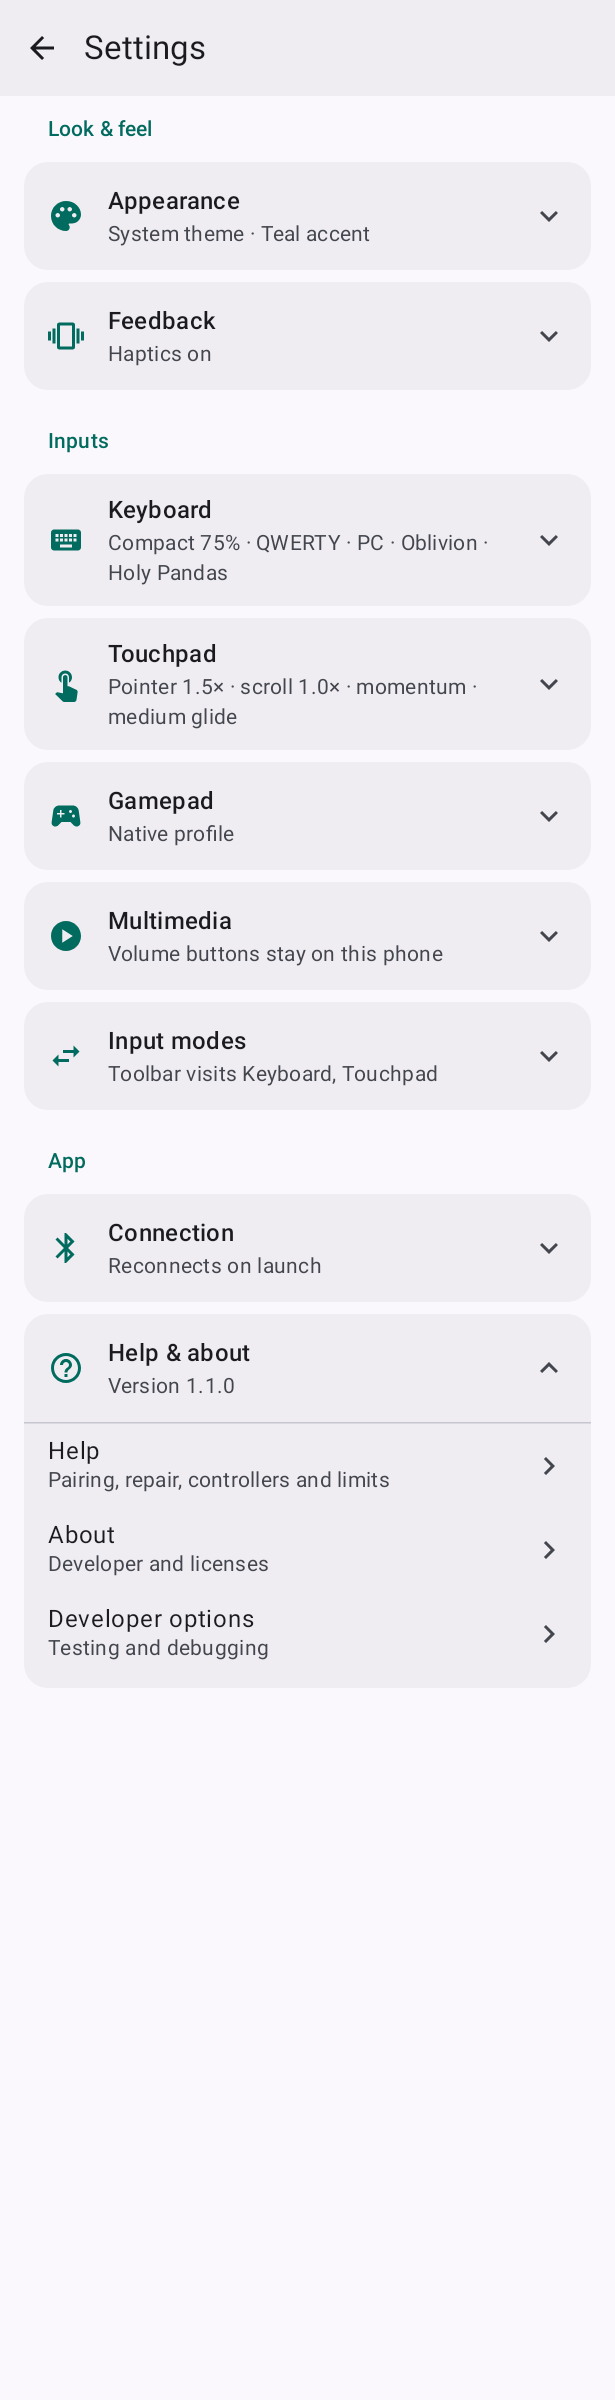 Settings
Look & feel
Appearance
System theme · Teal accent
Feedback
Haptics on
Inputs
Keyboard
Compact 75% · QWERTY · PC · Oblivion ·
Holy Pandas
Touchpad
Pointer 1.5× · scroll 1.0× · momentum ·
medium glide
Gamepad
Native profile
Multimedia
Volume buttons stay on this phone
Input modes
Toolbar visits Keyboard, Touchpad
App
Connection
Reconnects on launch
Help & about
Version 1.1.0
Help
Pairing, repair, controllers and limits
About
Developer and licenses
Developer options
Testing and debugging